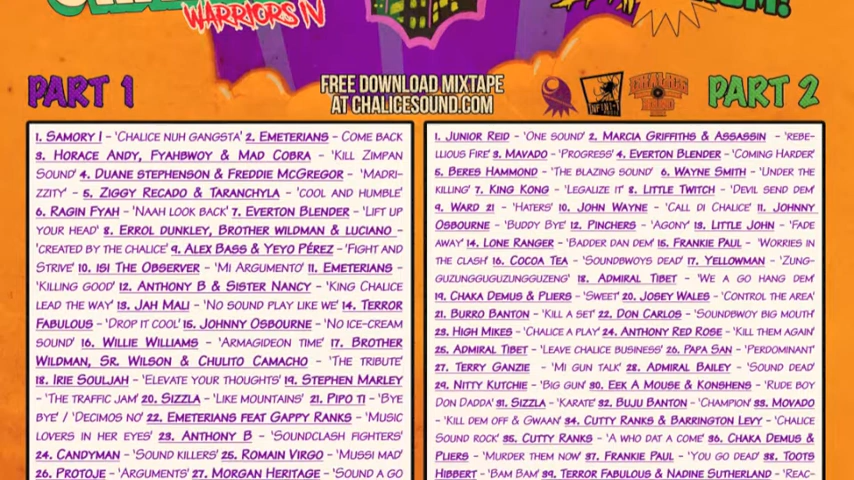 WARRIORS IV
PART 1
FREE DOWNLOAD MIXTAPE
AT CHALICESOUND.COM
PART 2
1. SAMORY I - 'CHALICE NUH GANGSTA' 2. EMETERIANS - COME BACK
3. HORACE ANDY, FYAHBWOY & MAD COBRA - 'KILL ZIMPAN
SOUND' 4. DUANE STEPHENSON & FREDDIE MCGREGOR - 'MADRI-
ZZITY' - 5. ZIGGY RECADO & TARANCHYLA - 'COOL AND HUMBLE'
6. RAGIN FYAH - 'NAAH LOOK BACK' 7. EVERTON BLENDER - 'LIFT UP
YOUR HEAD' 8. ERROL DUNKLEY, BROTHER WILDMAN & LUCIANO -
'CREATED BY THE CHALICE' 9. ALEX BASS & YEYO PÉREZ - 'FIGHT AND
STRIVE' 10. ISI THE OBSERVER - 'MI ARGUMENTO' 11. EMETERIANS -
'KILLING GOOD' 12. ANTHONY B & SISTER NANCY - 'KING CHALICE
LEAD THE WAY' 13. JAH MALI - 'NO SOUND PLAY LIKE WE' 14. TERROR
FABULOUS - 'DROP IT COOL' 15. JOHNNY OSBOURNE - 'NO ICE-CREAM
SOUND' 16. WILLIE WILLIAMS - 'ARMAGIDEON TIME' 17. BROTHER
WILDMAN, SR. WILSON & CHULITO CAMACHO - 'THE TRIBUTE'
18. IRIE SOULJAH - 'ELEVATE YOUR THOUGHTS' 19. STEPHEN MARLEY
- 'THE TRAFFIC JAM' 20. SIZZLA - 'LIKE MOUNTAINS' 21. PIPO TI - 'BYE
BYE' / 'DECIMOS NO' 22. EMETERIANS FEAT GAPPY RANKS - 'MUSIC
LOVERS IN HER EYES' 23. ANTHONY B - 'SOUNDCLASH FIGHTERS'
24. CANDYMAN - 'SOUND KILLERS' 25. ROMAIN VIRGO - 'MUSSI MAD'
26. PROTOJE - 'ARGUMENTS' 27. MORGAN HERITAGE - 'SOUND A GO
1. JUNIOR REID - 'ONE SOUND' 2. MARCIA GRIFFITHS & ASSASSIN - 'REBE-
LLIOUS FIRE' 3. MAVADO - 'PROGRESS' 4. EVERTON BLENDER - 'COMING HARDER'
5. BERES HAMMOND - 'THE BLAZING SOUND' 6. WAYNE SMITH - 'UNDER THE
KILLING' 7. KING KONG - 'LEGALIZE IT' 8. LITTLE TWITCH - 'DEVIL SEND DEM'
9. WARD 21 - 'HATERS' 10. JOHN WAYNE - 'CALL DI CHALICE' 11. JOHNNY
OSBOURNE - 'BUDDY BYE' 12. PINCHERS - 'AGONY' 13. LITTLE JOHN - 'FADE
AWAY' 14. LONE RANGER - 'BADDER DAN DEM' 15. FRANKIE PAUL - 'WORRIES IN
THE CLASH' 16. COCOA TEA - 'SOUNDBWOYS DEAD' 17. YELLOWMAN - 'ZUNG-
GUZUNGGUGUZUNGGUZENG' 18. ADMIRAL TIBET - 'WE A GO HANG DEM'
19. CHAKA DEMUS & PLIERS - 'SWEET' 20. JOSEY WALES - 'CONTROL THE AREA'
21. BURRO BANTON - 'KILL A SET' 22. DON CARLOS - 'SOUNDBWOY BIG MOUTH'
23. HIGH MIKES - 'CHALICE A PLAY' 24. ANTHONY RED ROSE - 'KILL THEM AGAIN'
25. ADMIRAL TIBET - 'LEAVE CHALICE BUSINESS' 26. PAPA SAN - 'PERDOMINANT'
27. TERRY GANZIE - 'MI GUN TALK' 28. ADMIRAL BAILEY - 'SOUND DEAD'
29. NITTY KUTCHIE - 'BIG GUN' 30. EEK A MOUSE & KONSHENS - 'RUDE BOY
DON DADDA' 31. SIZZLA - 'KARATE' 32. BUJU BANTON - 'CHAMPION' 33. MOVADO
- 'KILL DEM OFF & GWAAN' 34. CUTTY RANKS & BARRINGTON LEVY - 'CHALICE
SOUND ROCK' 35. CUTTY RANKS - 'A WHO DAT A COME' 36. CHAKA DEMUS &
PLIERS - 'MURDER THEM NOW' 37. FRANKIE PAUL - 'YOU GO DEAD' 38. TOOTS
HIBBERT - 'BAM BAM' 39. TERROR FABULOUS & NADINE SUTHERLAND - 'REAC-